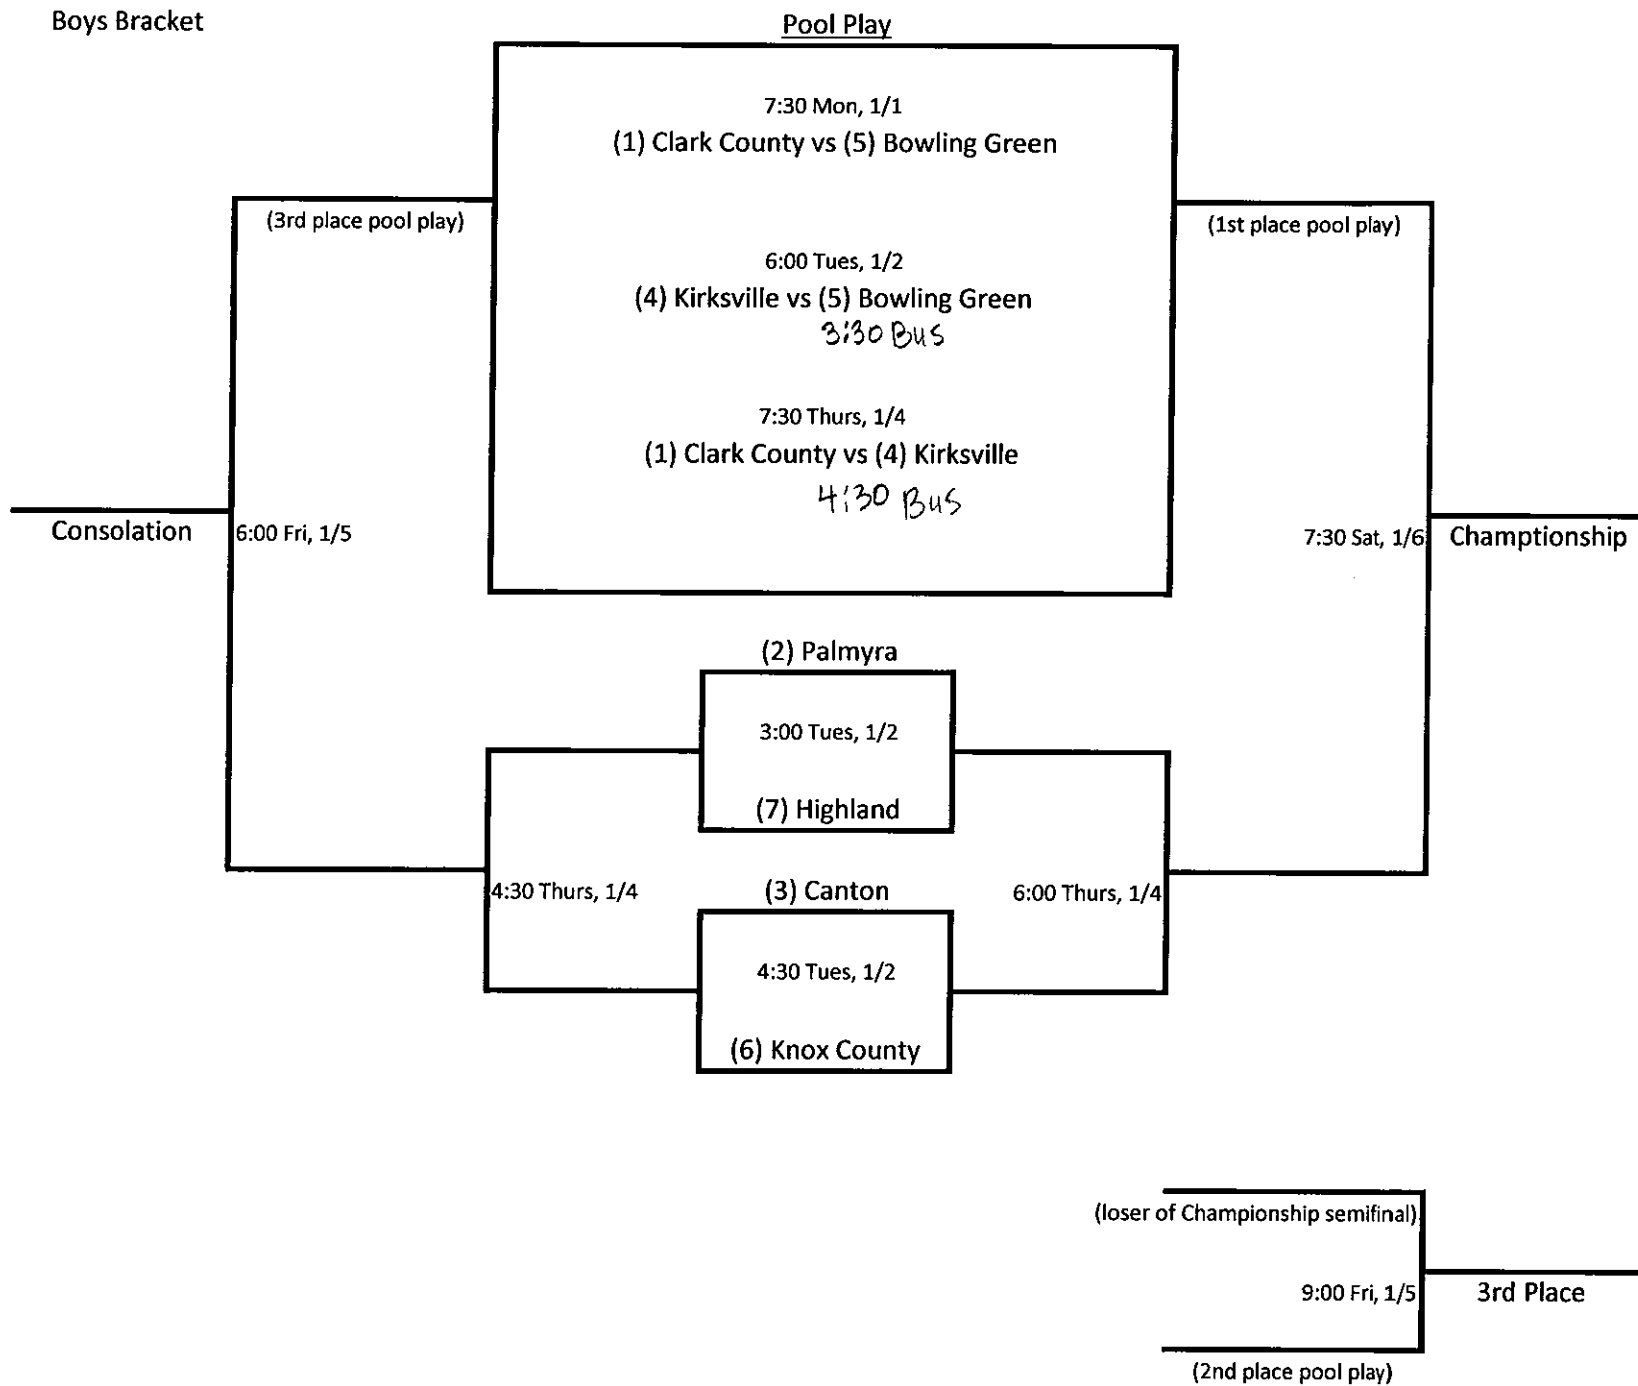 Boys Bracket
Pool Play
7:30 Mon, 1/1
(1) Clark County vs (5) Bowling Green
(3rd place pool play)
(1st place pool play)
6:00 Tues, 1/2
(4) Kirksville vs (5) Bowling Green
3:30 Bus
7:30 Thurs, 1/4
(1) Clark County vs (4) Kirksville
4:30 Bus
Consolation
6:00 Fri, 1/5
7:30 Sat, 1/6
Champtionship
(2) Palmyra
3:00 Tues, 1/2
(7) Highland
4:30 Thurs, 1/4
(3) Canton
6:00 Thurs, 1/4
4:30 Tues, 1/2
(6) Knox County
(loser of Championship semifinal)
9:00 Fri, 1/5
3rd Place
(2nd place pool play)